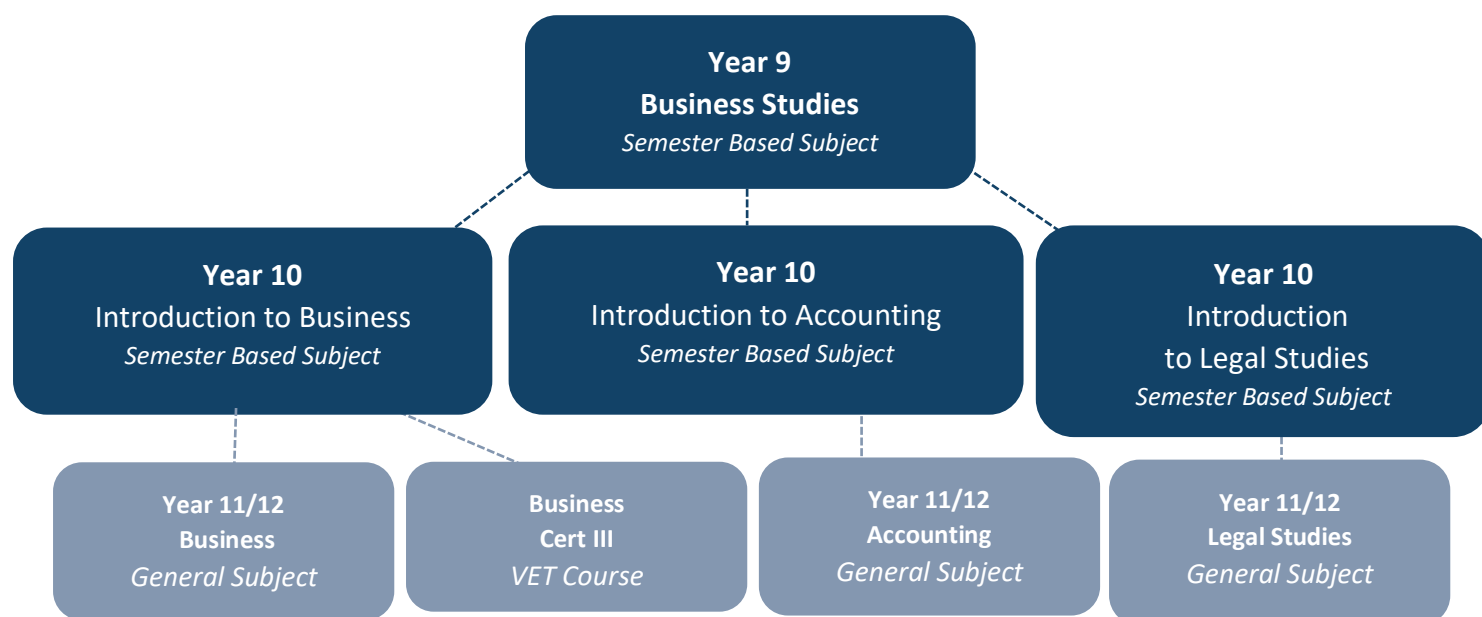 Year 9
Business Studies
Semester Based Subject
Year 10
Introduction to Business
Semester Based Subject
Year 10
Introduction to Accounting
Semester Based Subject
Year 10
Introduction
to Legal Studies
Semester Based Subject
Year 11/12
Business
General Subject
Business
Cert III
VET Course
Year 11/12
Accounting
General Subject
Year 11/12
Legal Studies
General Subject